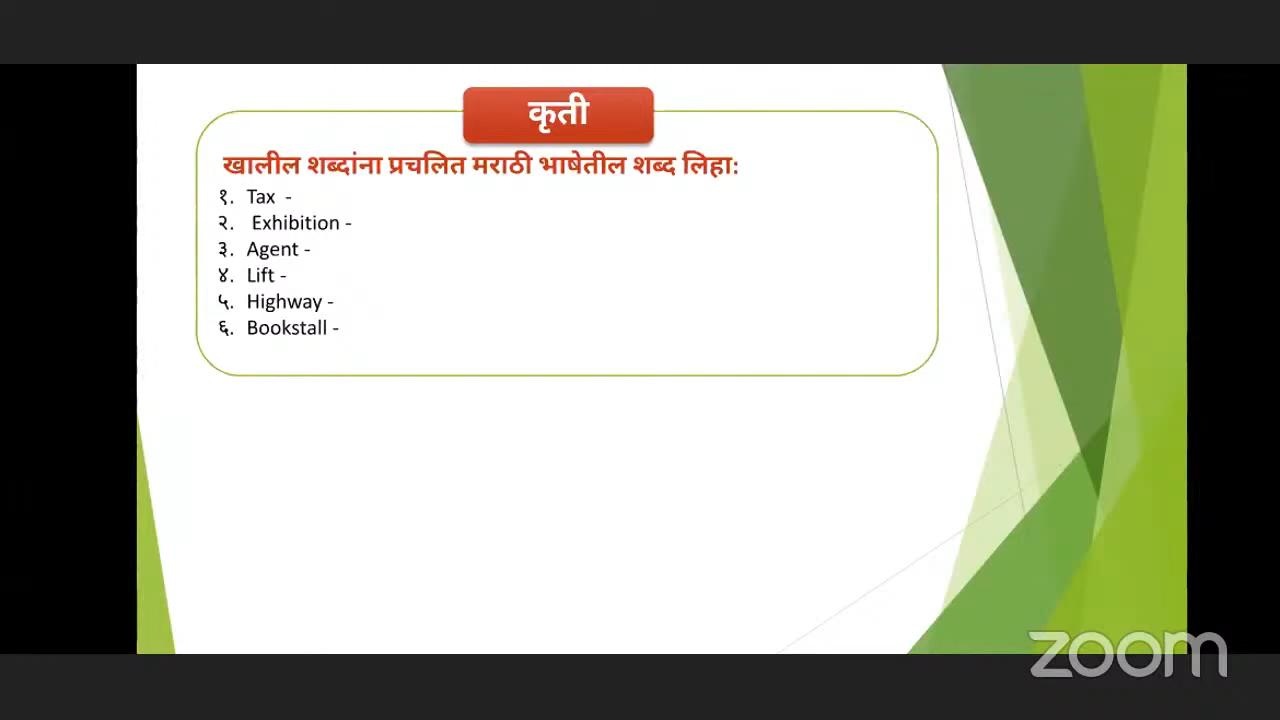 कृती
खालील शब्दांना प्रचलित मराठी भाषेतील शब्द लिहा:
१. Tax -
२. Exhibition -
३. Agent -
४. Lift -
५. Highway -
६. Bookstall -
zoom